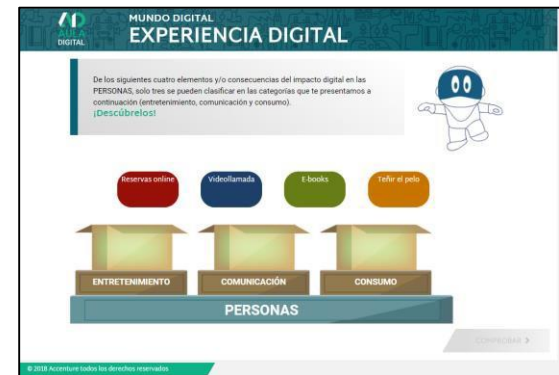 AULA
DIGITAL
MUNDO DIGITAL
EXPERIENCIA DIGITAL
De los siguientes cuatro elementos y/o consecuencias del impacto digital en las
PERSONAS, solo tres se pueden clasificar en las categorías que te presentamos a
continuación (entretenimiento, comunicación y consumo).
¡Descúbrelos!
Reservas online
Videollamada
E-books
Teñir el pelo
ENTRETENIMIENTO
COMUNICACIÓN
CONSUMO
PERSONAS
COMPROBAR >
© 2018 Accenture todos los derechos reservados